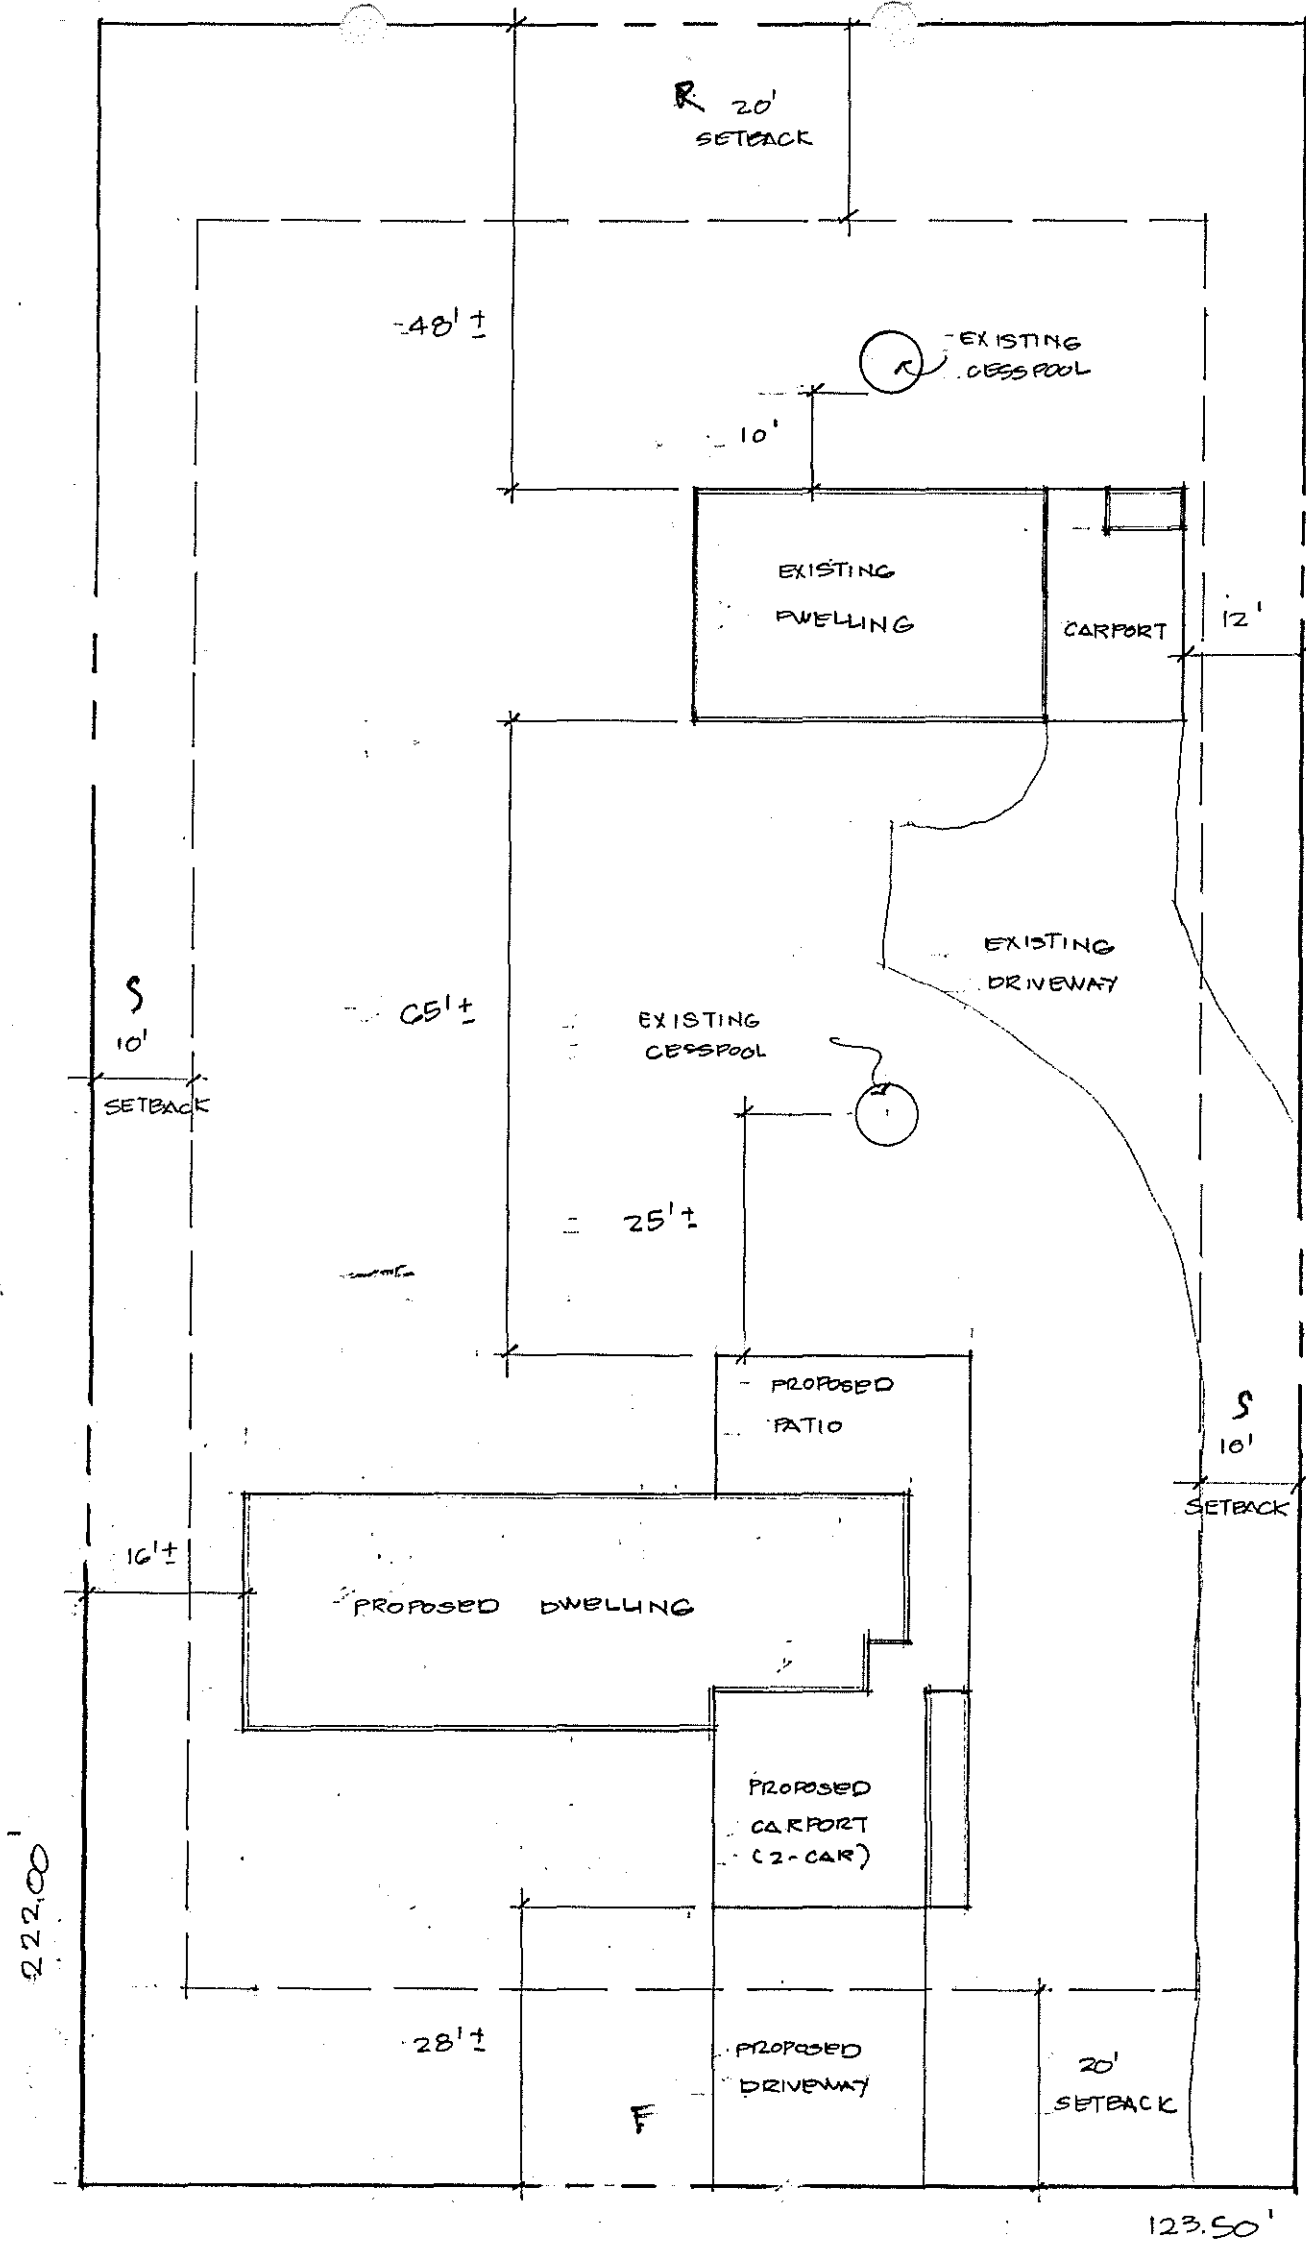 R 20'
SETBACK
48' ±
EXISTING
CESSPOOL
10'
EXISTING
DWELLING
CARPORT
12'
EXISTING
DRIVEWAY
S
10'
SETBACK
65' ±
EXISTING
CESSPOOL
25' ±
PROPOSED
PATIO
S
10'
SETBACK
16' ±
PROPOSED DWELLING
PROPOSED
CARPORT
(2-CAR)
222.00'
28' ±
PROPOSED
DRIVEWAY
20'
SETBACK
F
123.50'